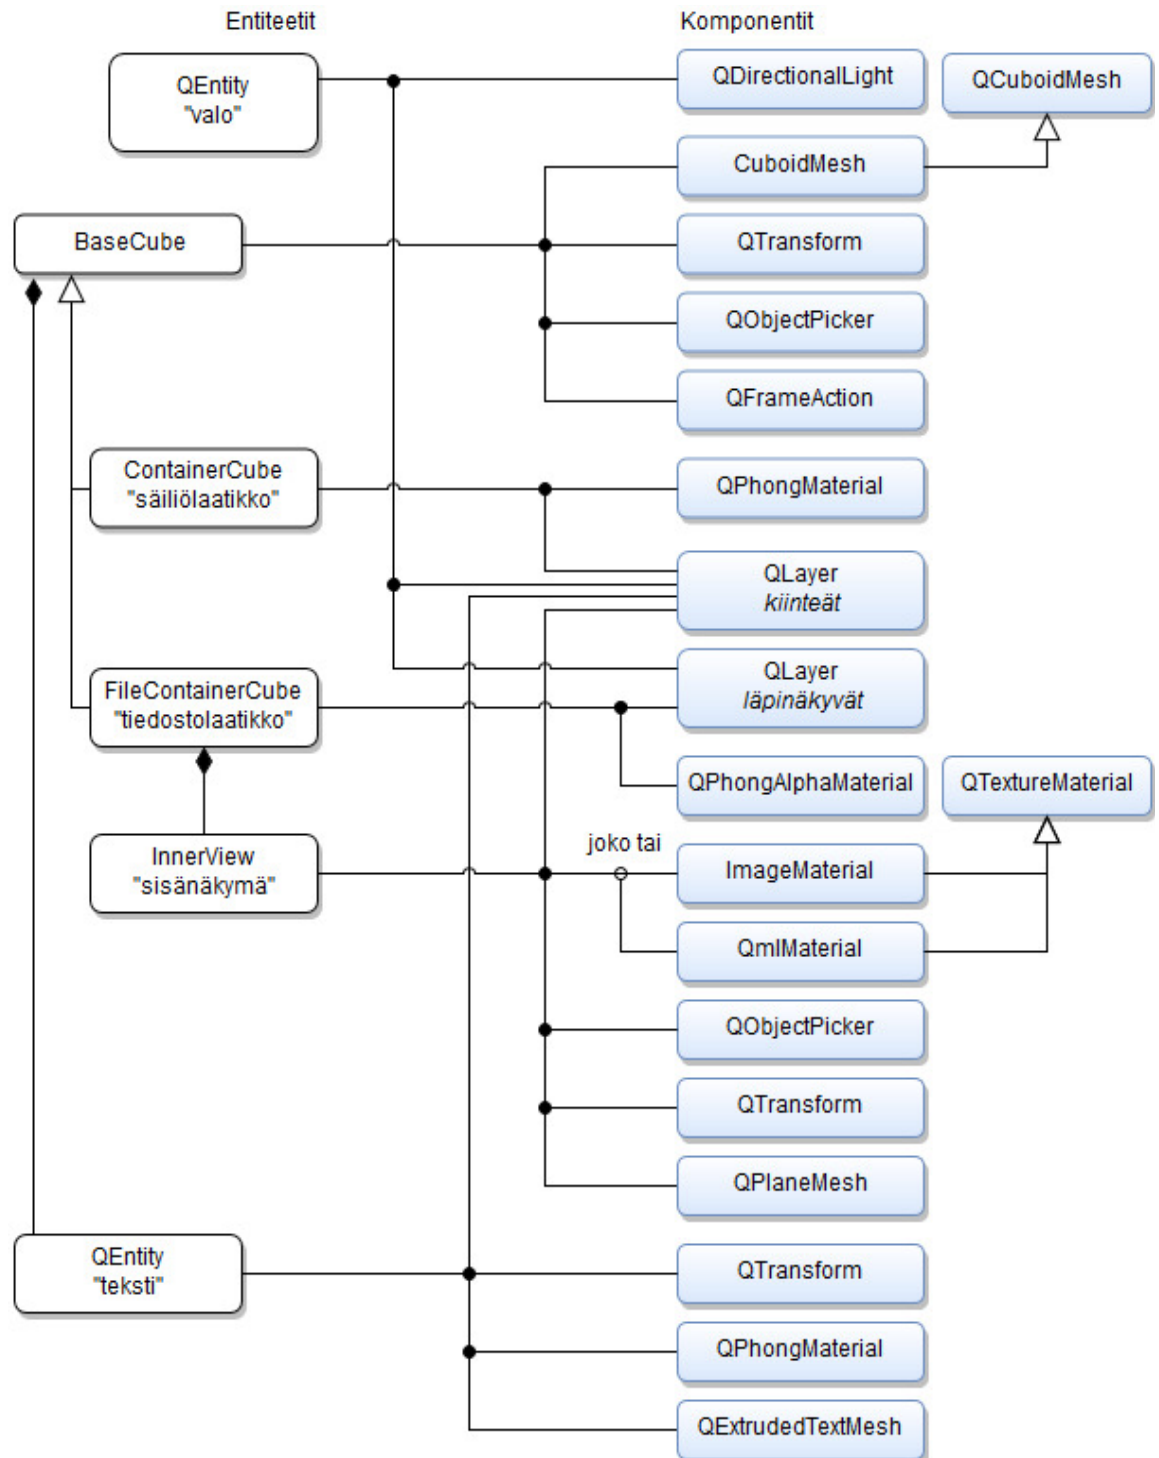 Entiteetit
Komponentit
QEntity
"valo"
QDirectionalLight
QCuboidMesh
CuboidMesh
BaseCube
QTransform
QObjectPicker
QFrameAction
ContainerCube
"säiliölaatikko"
QPhongMaterial
QLayer
kiinteät
FileContainerCube
"tiedostolaatikko"
QLayer
läpinäkyvät
QPhongAlphaMaterial
QTextureMaterial
InnerView
"sisänäkymä"
joko tai
ImageMaterial
QmlMaterial
QObjectPicker
QTransform
QPlaneMesh
QEntity
"teksti"
QTransform
QPhongMaterial
QExtrudedTextMesh